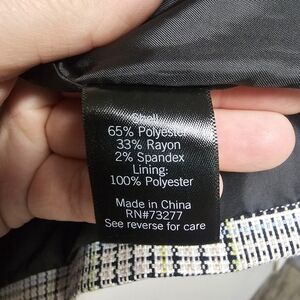 Shell
65% Polyester
33% Rayon
2% Spandex
Lining:
100% Polyester
Made in China
RN#73277
See reverse for care